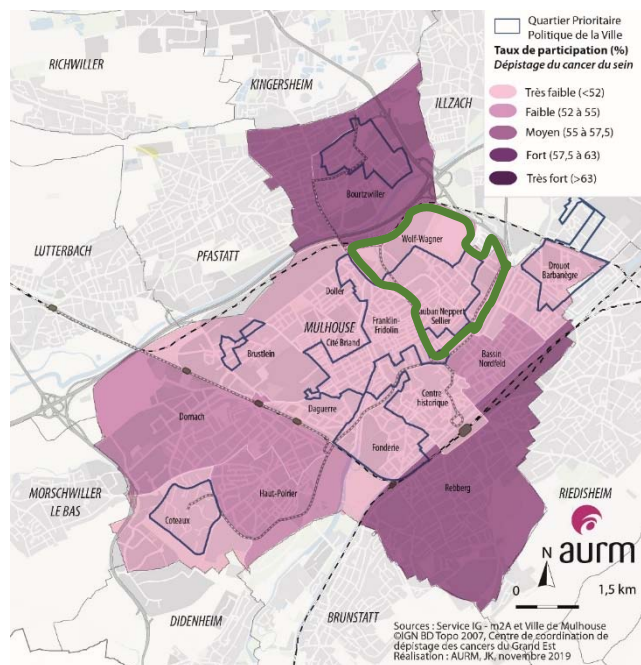 Quartier Prioritaire
Politique de la Ville
Taux de participation (%)
Dépistage du cancer du sein
Très faible (<52)
Faible (52 à 55)
Moyen (55 à 57,5)
Fort (57,5 à 63)
Très fort (>63)
RICHWILLER
KINGERSHEIM
ILLZACH
Bourtzwiller
LUTTERBACH
PFASTATT
Wolf-Wagner
Drouot
Barbanègre
Doller
MULHOUSE
Cité Briand
Franklin-
Fridolin
auban Neppert
Sellier
Brustlein
Bassin
Nordfeld
Daguerre
Centre
historique
Dornach
Fonderie
Haut-Poirier
Rebberg
MORSCHWILLER
LE BAS
Coteaux
RIEDISHEIM
aurm
N
0 1,5 km
DIDENHEIM
BRUNSTATT
Sources : Service IG - m2A et Ville de Mulhouse
©IGN BD Topo 2007, Centre de coordination de
dépistage des cancers du Grand Est
Réalisation : AURM, JK, novembre 2019